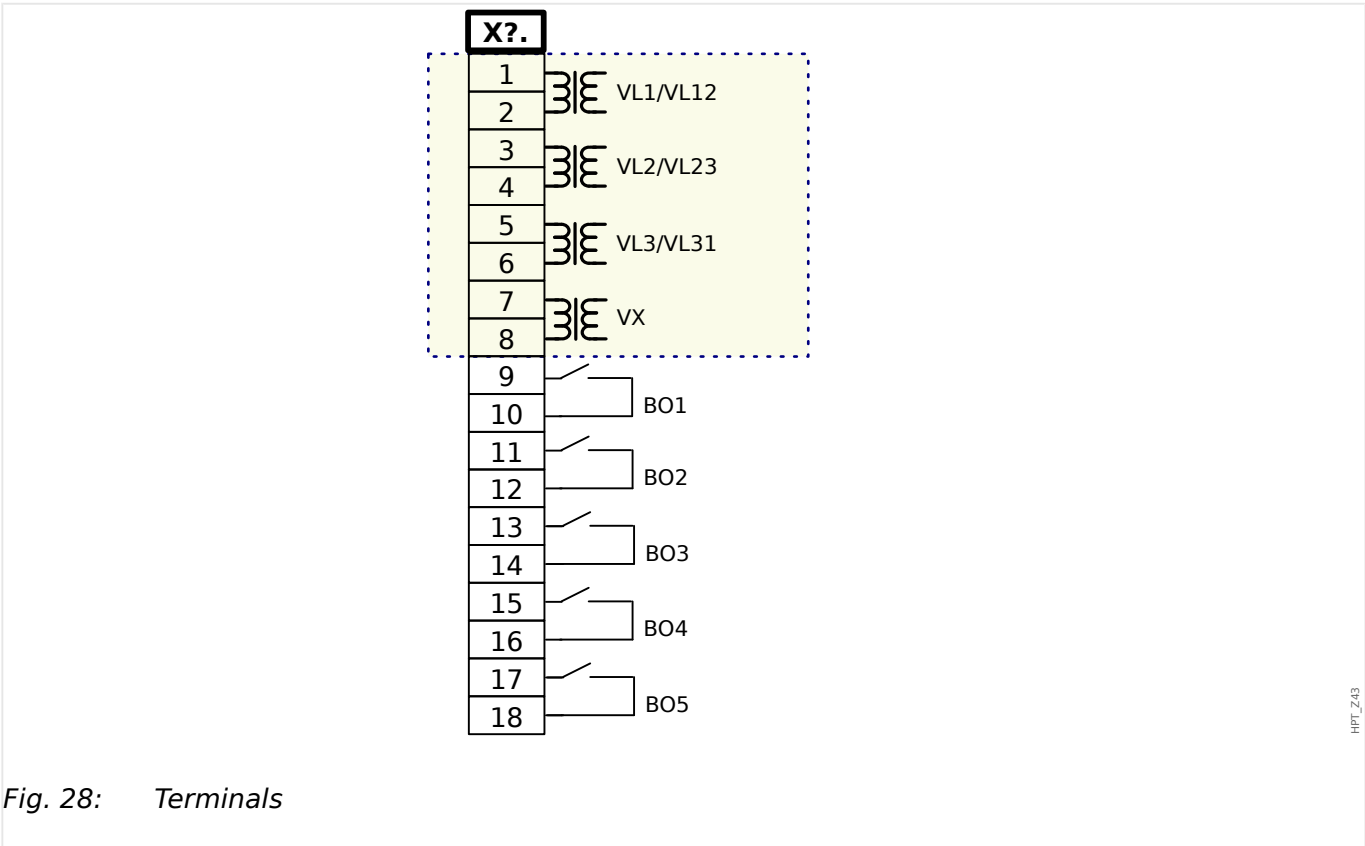 X?.
1
VL1/VL12
2
3
VL2/VL23
4
5
VL3/VL31
6
7
VX
8
9
BO1
10
11
BO2
12
13
BO3
14
15
BO4
16
17
BO5
18
HPT_Z43
Fig. 28: Terminals